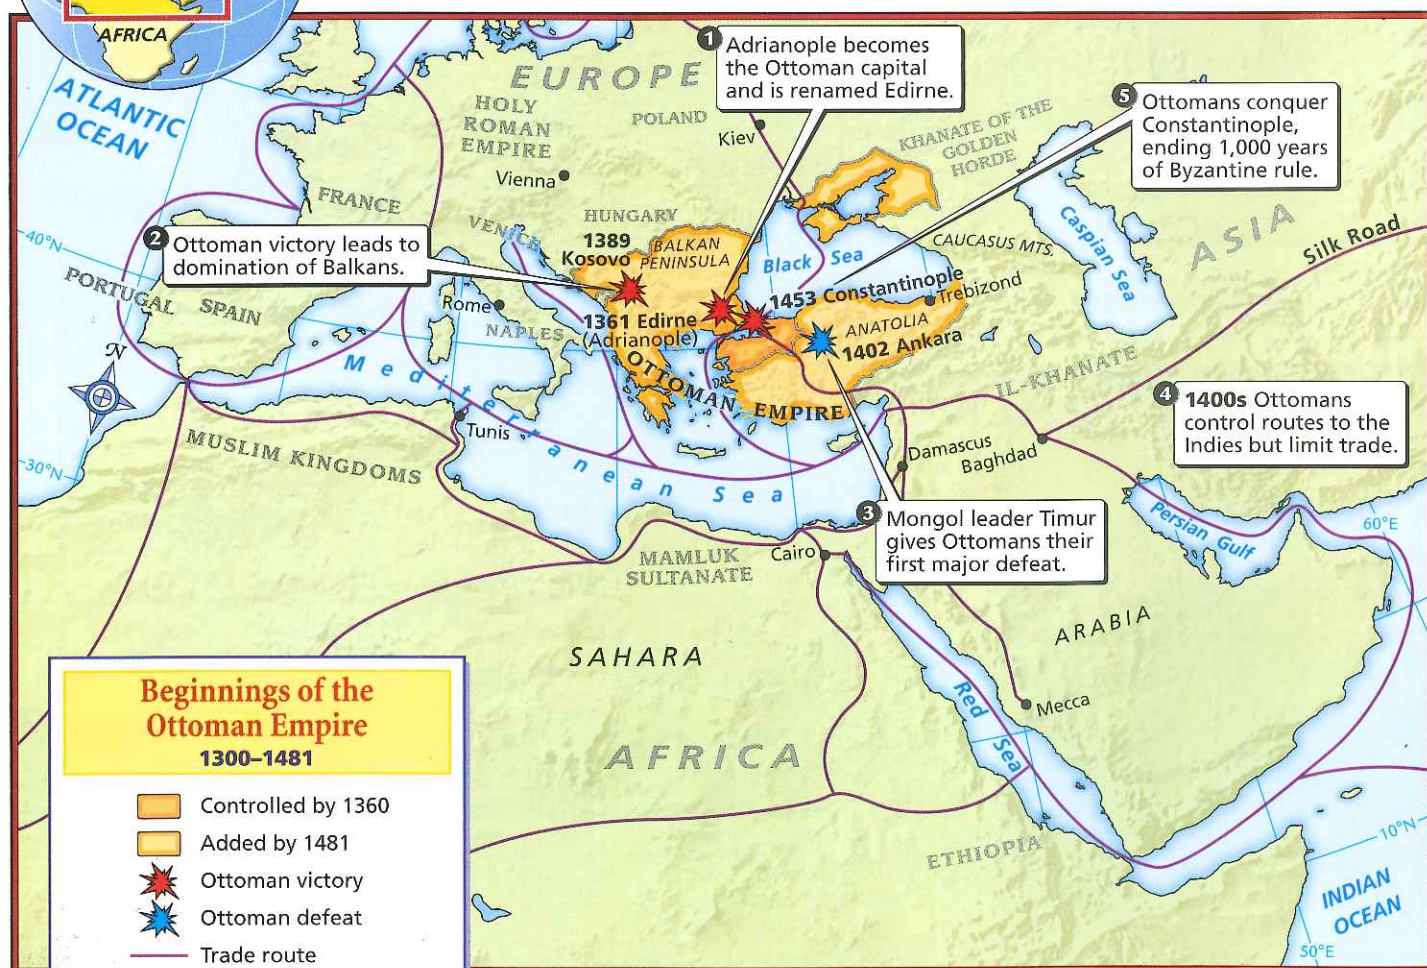 AFRICA
ATLANTIC
OCEAN
EUROPE
HOLY
ROMAN
EMPIRE
POLAND
Kiev
Vienna
FRANCE
HUNGARY
VENICE
KHANATE OF THE
GOLDEN
HORDE
1 Adrianople becomes
the Ottoman capital
and is renamed Edirne.
5 Ottomans conquer
Constantinople,
ending 1,000 years
of Byzantine rule.
2 Ottoman victory leads to
domination of Balkans.
40°N
PORTUGAL
SPAIN
N
1389
Kosovo
BALKAN
PENINSULA
Black Sea
CAUCASUS MTS.
Caspian Sea
ASIA
Silk Road
Rome
NAPLES
1361 Edirne
(Adrianople)
1453 Constantinople
Trebizond
ANATOLIA
1402 Ankara
OTTOMAN EMPIRE
IL-KHANATE
Mediterranean Sea
4 1400s Ottomans
control routes to the
Indies but limit trade.
Tunis
MUSLIM KINGDOMS
30°N
Damascus
Baghdad
3 Mongol leader Timur
gives Ottomans their
first major defeat.
Persian Gulf
60°E
MAMLUK
SULTANATE
Cairo
SAHARA
ARABIA
Mecca
Red Sea
AFRICA
ETHIOPIA
10°N
INDIAN
OCEAN
50°E
Beginnings of the
Ottoman Empire
1300–1481
Controlled by 1360
Added by 1481
Ottoman victory
Ottoman defeat
Trade route